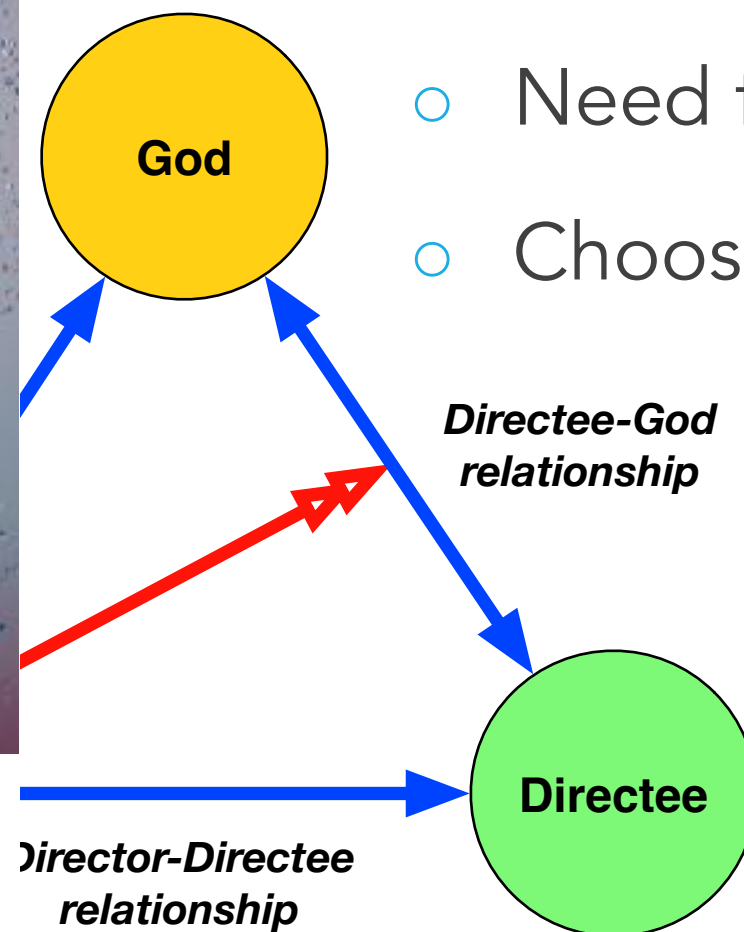 God
Need
Choos
Directee-God
relationship
Directee
Director-Directee
relationship